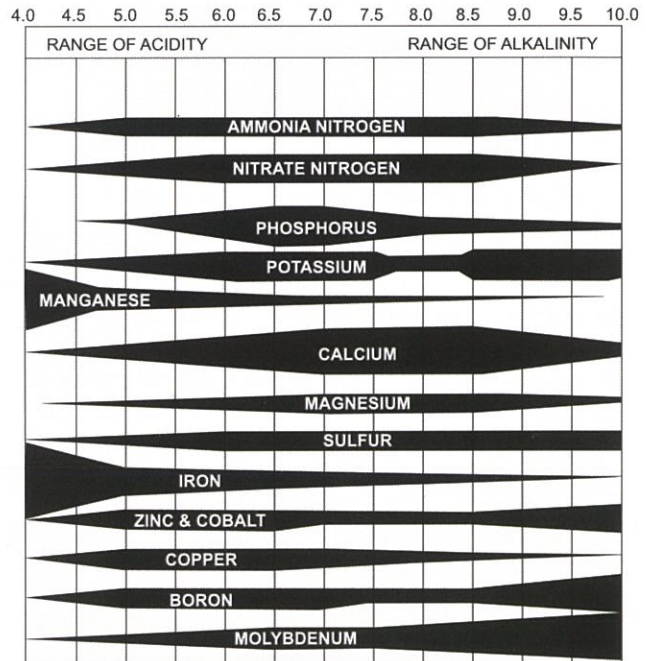 4.0 4.5 5.0 5.5 6.0 6.5 7.0 7.5 8.0 8.5 9.0 9.5 10.0
RANGE OF ACIDITY RANGE OF ALKALINITY
AMMONIA NITROGEN
NITRATE NITROGEN
PHOSPHORUS
POTASSIUM
MANGANESE
CALCIUM
MAGNESIUM
SULFUR
IRON
ZINC & COBALT
COPPER
BORON
MOLYBDENUM